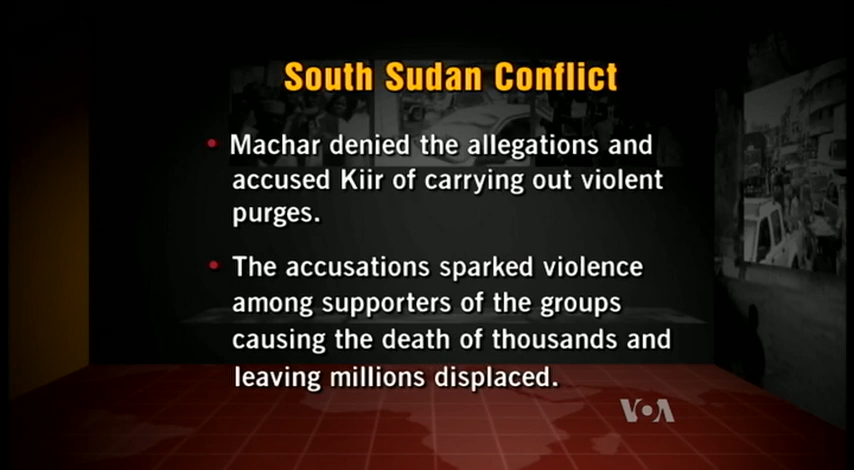 South Sudan Conflict
• Machar denied the allegations and
accused Kiir of carrying out violent
purges.
• The accusations sparked violence
among supporters of the groups
causing the death of thousands and
leaving millions displaced.
VOA